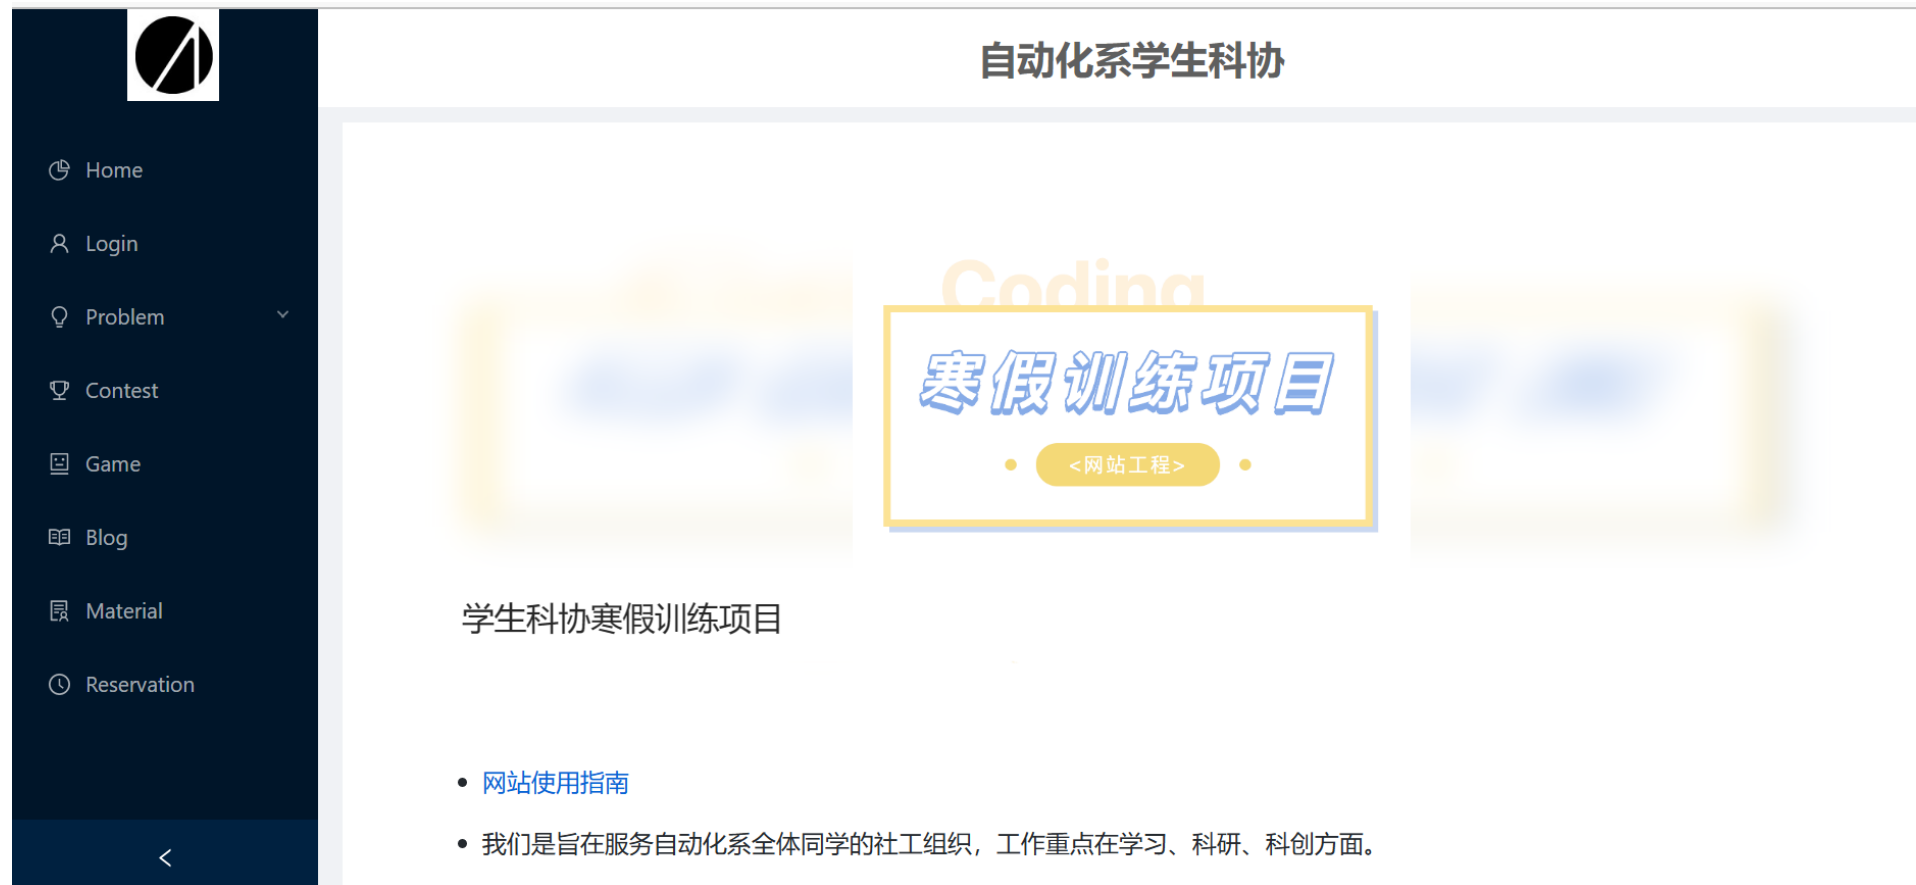 自动化系学生科协
Home
Login
Problem
Contest
Game
Blog
Material
Reservation
Coding
寒假训练项目
<网站工程>
学生科协寒假训练项目
网站使用指南
我们是旨在服务自动化系全体同学的社工组织，工作重点在学习、科研、科创方面。